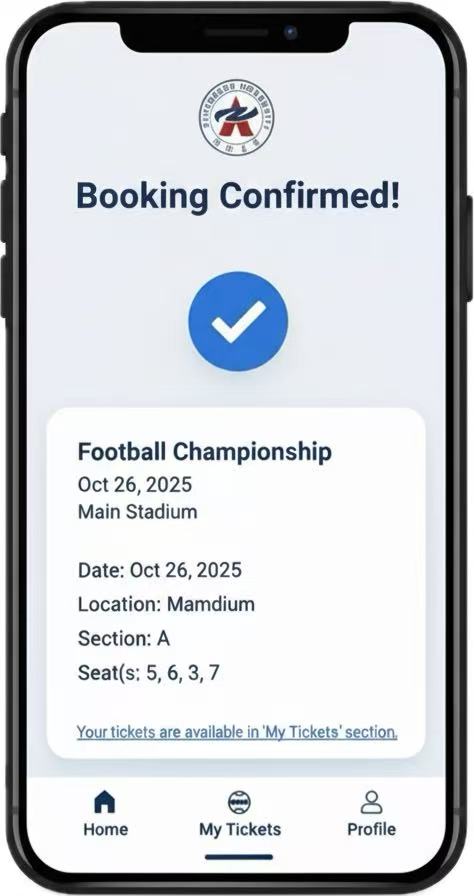 Booking Confirmed!
Football Championship
Oct 26, 2025
Main Stadium
Date: Oct 26, 2025
Location: Mamdium
Section: A
Seat(s: 5, 6, 3, 7
Your tickets are available in 'My Tickets' section.
Home
My Tickets
Profile